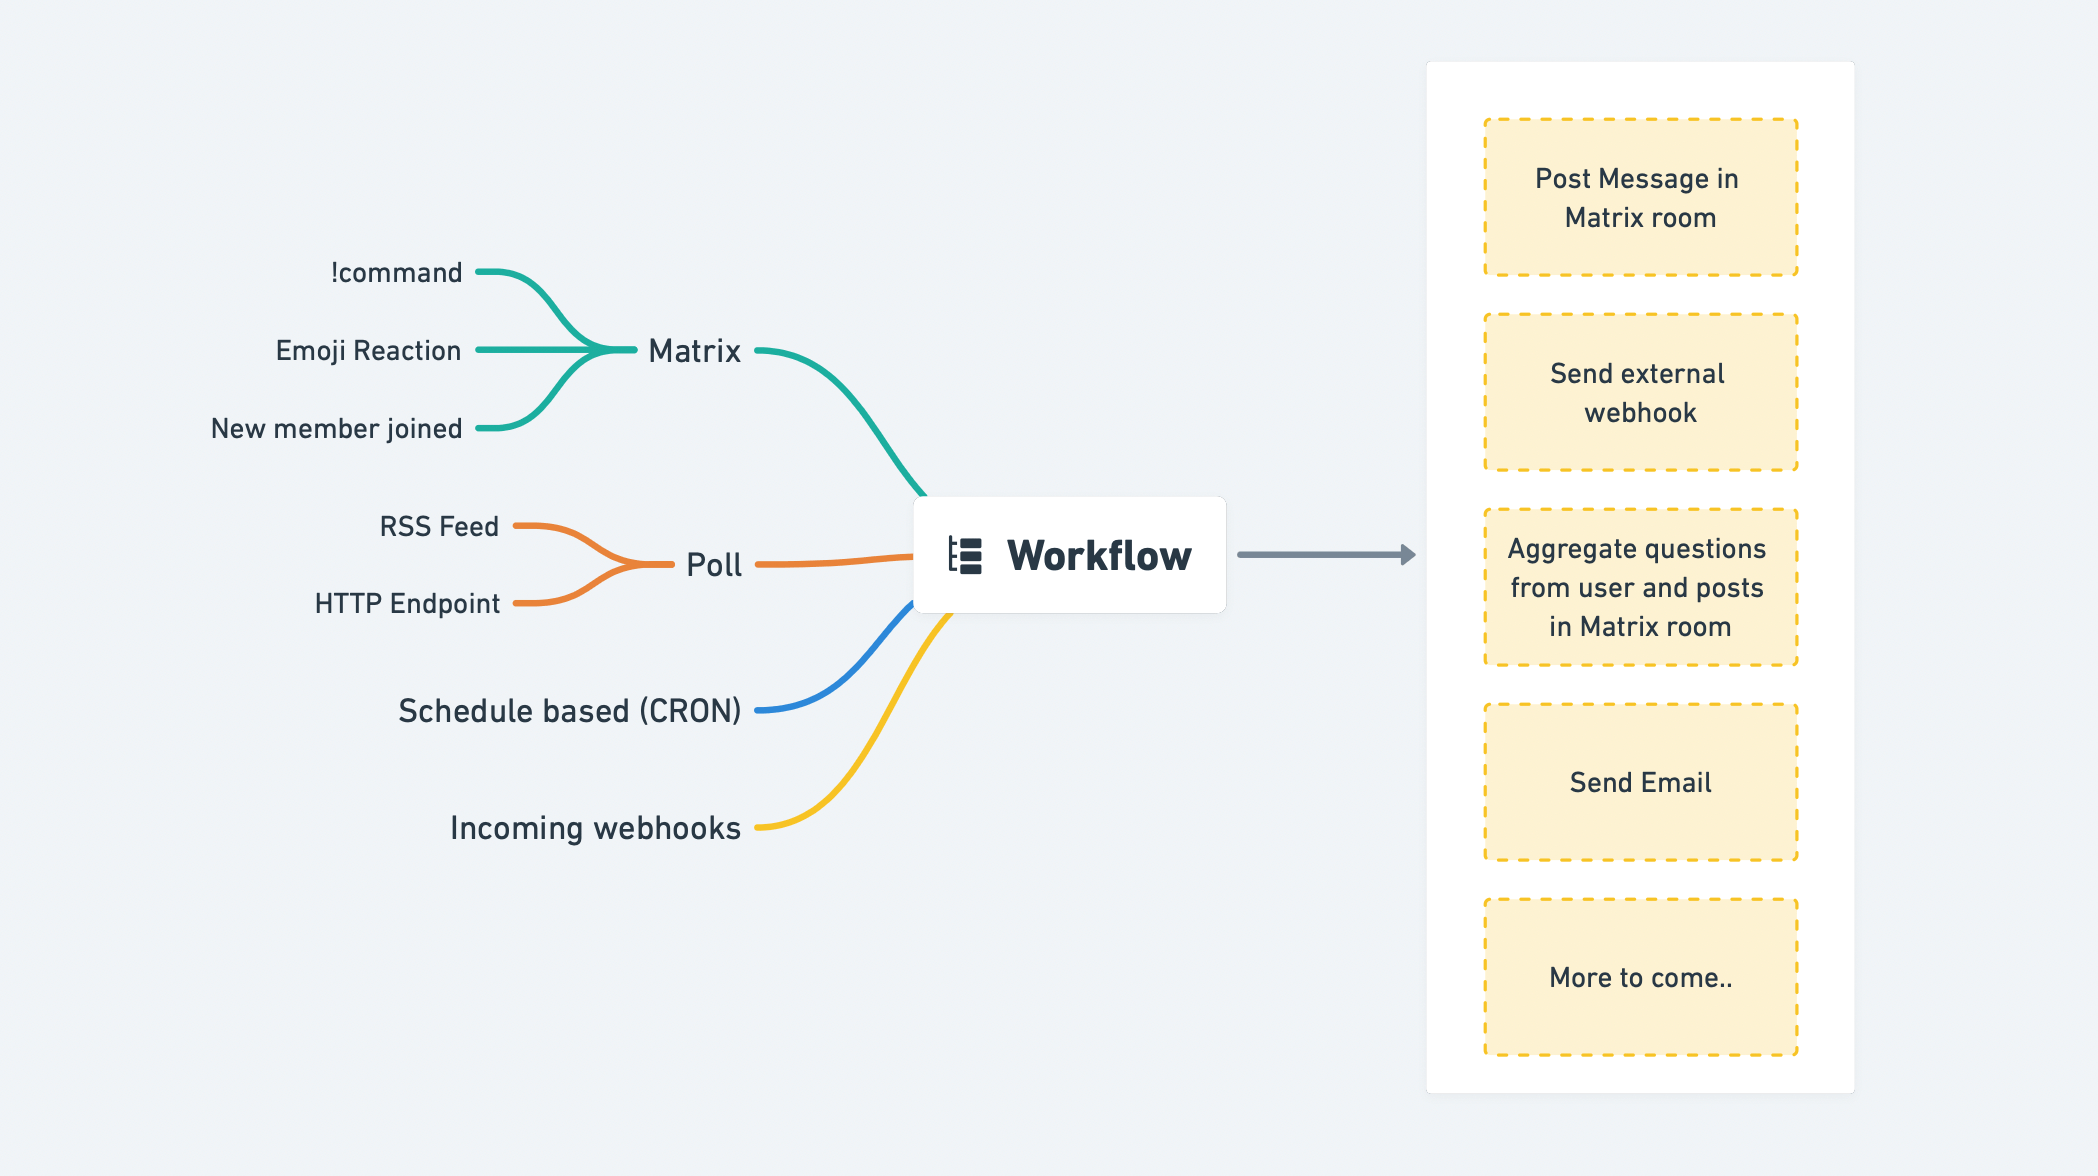 !command
Emoji Reaction
New member joined
Matrix
RSS Feed
HTTP Endpoint
Poll
Schedule based (CRON)
Incoming webhooks
Workflow
Post Message in
Matrix room
Send external
webhook
Aggregate questions
from user and posts
in Matrix room
Send Email
More to come..